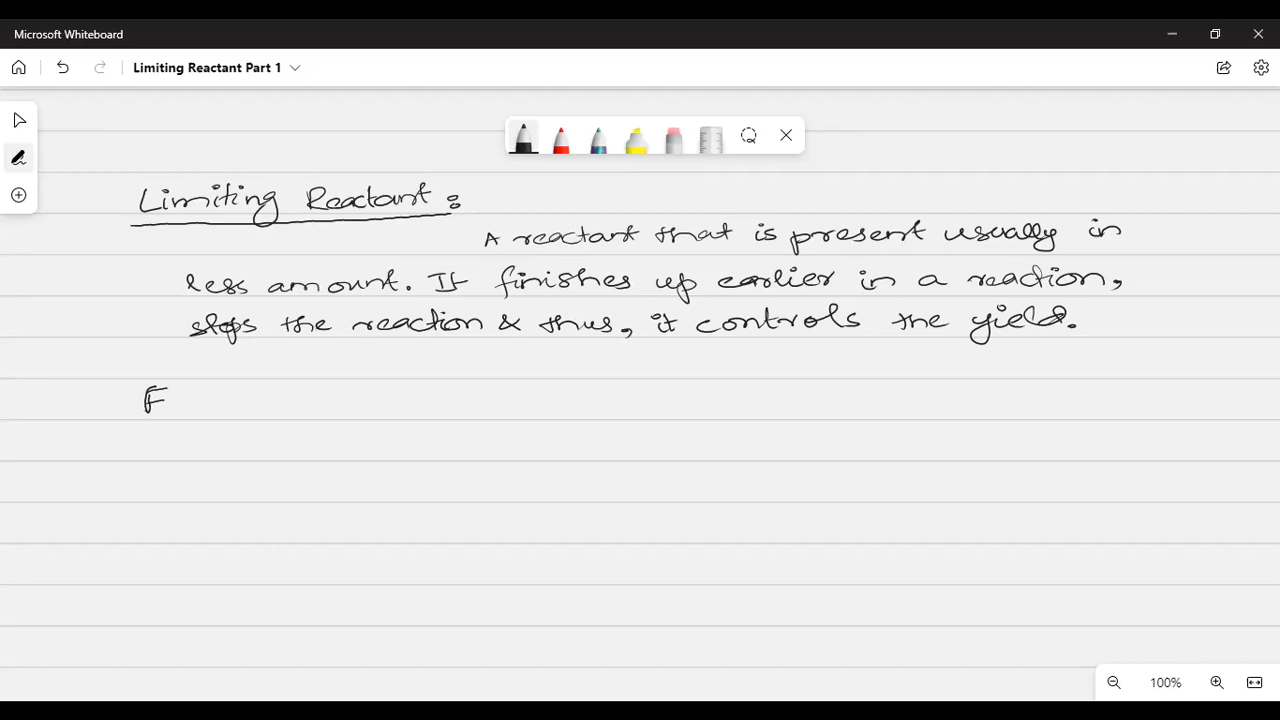 Microsoft Whiteboard
Limiting Reactant Part 1
Limiting Reactant :
A reactant that is present usually in
less amount. It finishes up earlier in a reaction,
stops the reaction & thus, it controls the yield.
F
100%